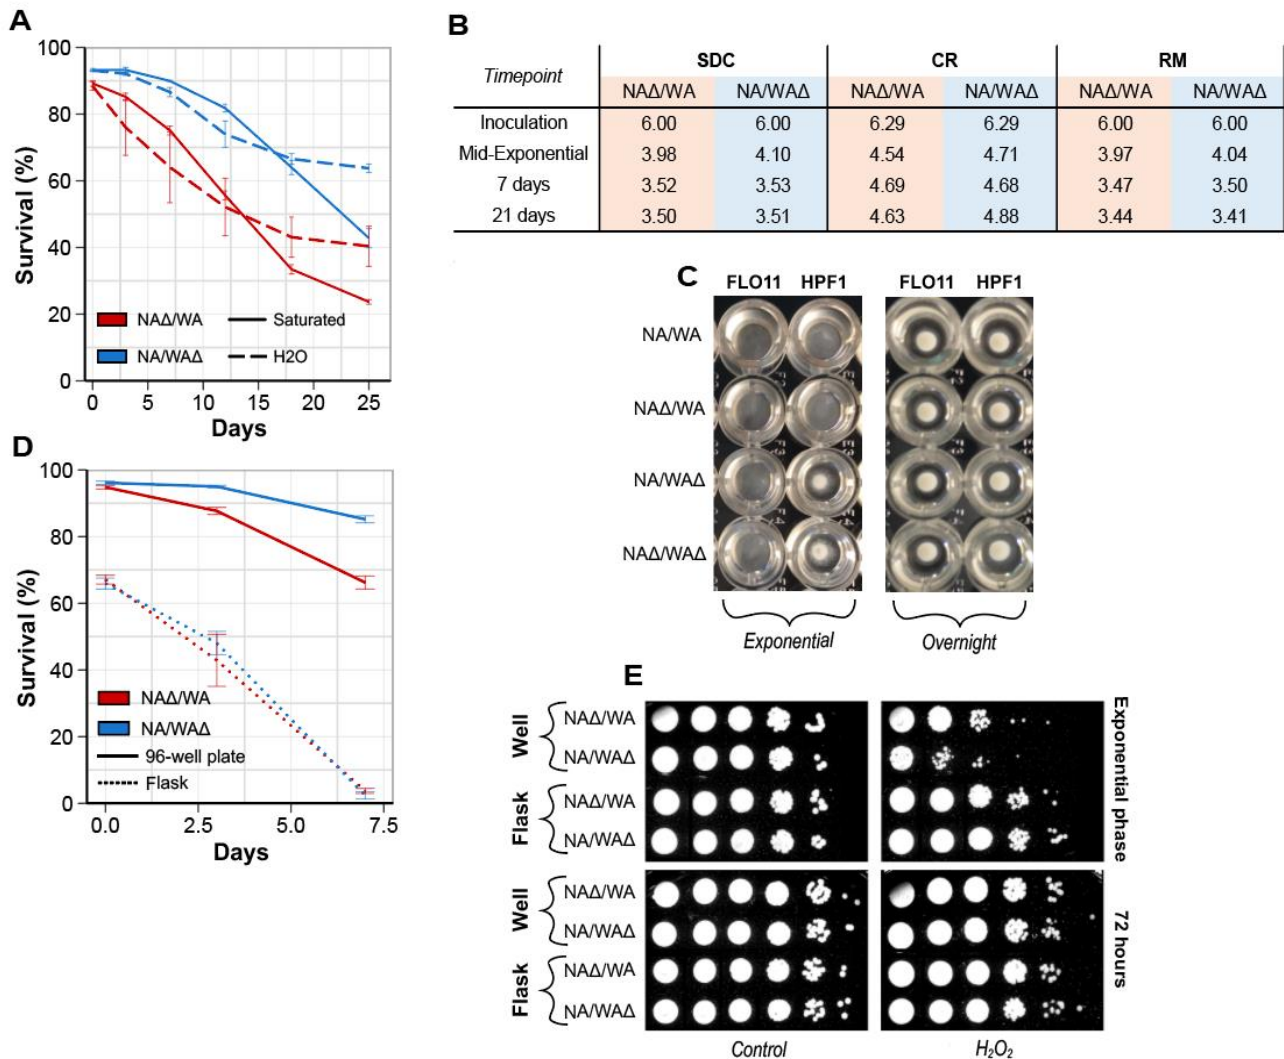 A
Survival (%)
100
80
60
40
20
0
NAΔ/WA
Saturated
NA/WAΔ
H2O
0 5 10 15 20 25
Days
B
Timepoint SDC CR RM
NAΔ/WA NA/WAΔ NAΔ/WA NA/WAΔ NAΔ/WA NA/WAΔ
Inoculation 6.00 6.00 6.29 6.29 6.00 6.00
Mid-Exponential 3.98 4.10 4.54 4.71 3.97 4.04
7 days 3.52 3.53 4.69 4.68 3.47 3.50
21 days 3.50 3.51 4.63 4.88 3.44 3.41
C
FLO11 HPF1 FLO11 HPF1
NA/WA
NAΔ/WA
NA/WAΔ
NAΔ/WAΔ
Exponential Overnight
D
Survival (%)
100
80
60
40
20
0
NAΔ/WA
NA/WAΔ
96-well plate
Flask
0.0 2.5 5.0 7.5
Days
E
Well
NAΔ/WA
NA/WAΔ
Flask
NAΔ/WA
NA/WAΔ
Exponential phase
Well
NAΔ/WA
NA/WAΔ
Flask
NAΔ/WA
NA/WAΔ
72 hours
Control H₂O₂